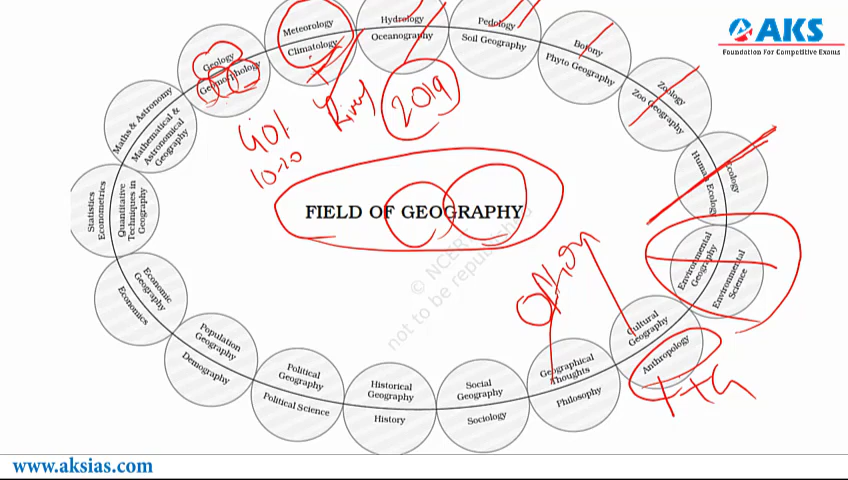 AKS
Foundation For Competitive Exams
Meteorology
Climatology
Hydrology
Oceanography
Pedology
Soil Geography
Botony
Phyto Geography
Zoology
Zoo Geography
Ecology
Human Ecology
Environmental
Geography
Environmental
Science
Cultural
Geography
Anthropology
Geographical
Thoughts
Philosophy
Social
Geography
Sociology
Historical
Geography
History
Political
Geography
Political Science
Population
Geography
Demography
Economic
Geography
Economics
Statistics
Econometrics
Quantitative
Techniques in
Geography
Maths & Astronomy
Mathematical &
Astronomical
Geography
Geology
Geomorphology
FIELD OF GEOGRAPHY
2019
GOI
River
© NCERT
not to be republished
www.aksias.com